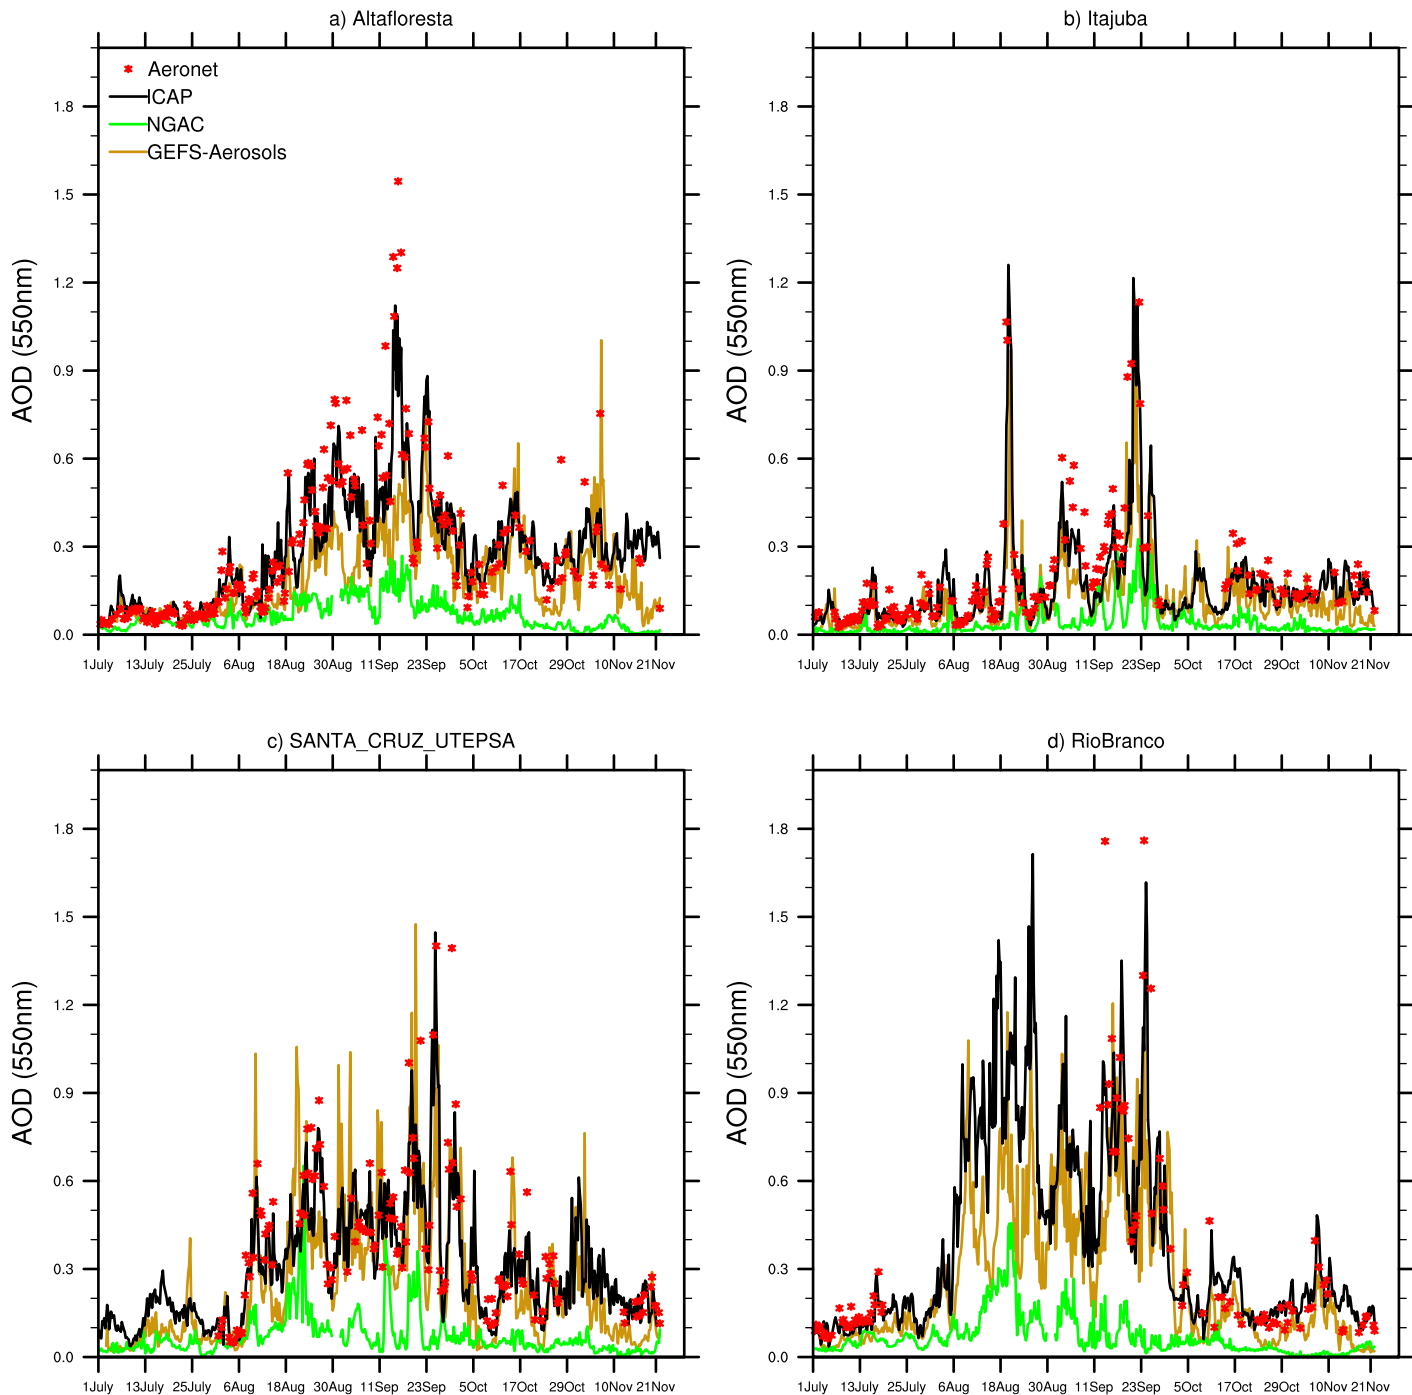 a) Altafloresta
Aeronet
ICAP
NGAC
GEFS-Aerosols
AOD (550nm)
1.8
1.5
1.2
0.9
0.6
0.3
0.0
1July 13July 25July 6Aug 18Aug 30Aug 11Sep 23Sep 5Oct 17Oct 29Oct 10Nov 21Nov
b) Itajuba
AOD (550nm)
1.8
1.5
1.2
0.9
0.6
0.3
0.0
1July 13July 25July 6Aug 18Aug 30Aug 11Sep 23Sep 5Oct 17Oct 29Oct 10Nov 21Nov
c) SANTA_CRUZ_UTEPSA
AOD (550nm)
1.8
1.5
1.2
0.9
0.6
0.3
0.0
1July 13July 25July 6Aug 18Aug 30Aug 11Sep 23Sep 5Oct 17Oct 29Oct 10Nov 21Nov
d) RioBranco
AOD (550nm)
1.8
1.5
1.2
0.9
0.6
0.3
0.0
1July 13July 25July 6Aug 18Aug 30Aug 11Sep 23Sep 5Oct 17Oct 29Oct 10Nov 21Nov